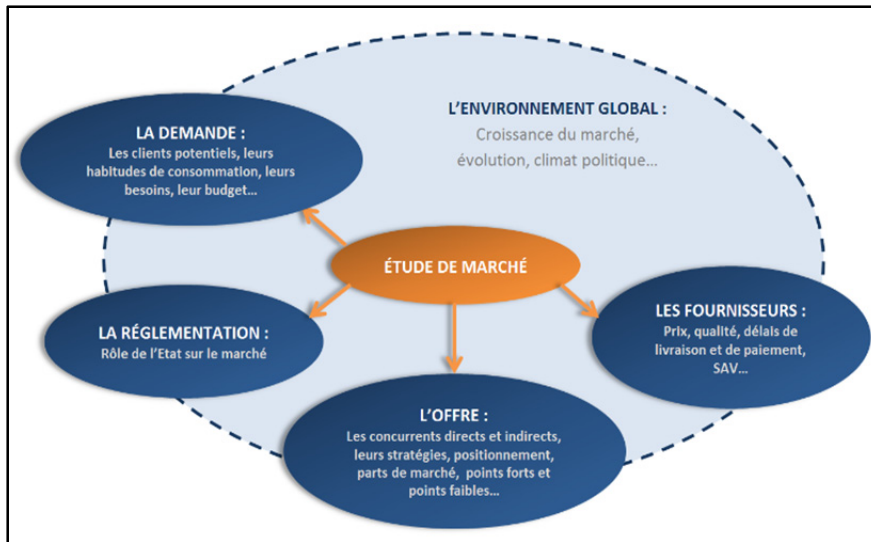 L'ENVIRONNEMENT GLOBAL :
Croissance du marché,
évolution, climat politique...
LA DEMANDE :
Les clients potentiels, leurs
habitudes de consommation, leurs
besoins, leur budget...
ÉTUDE DE MARCHÉ
LA RÉGLEMENTATION :
Rôle de l'Etat sur le marché
LES FOURNISSEURS :
Prix, qualité, délais de
livraison et de paiement,
SAV...
L'OFFRE :
Les concurrents directs et indirects,
leurs stratégies, positionnement,
parts de marché, points forts et
points faibles...